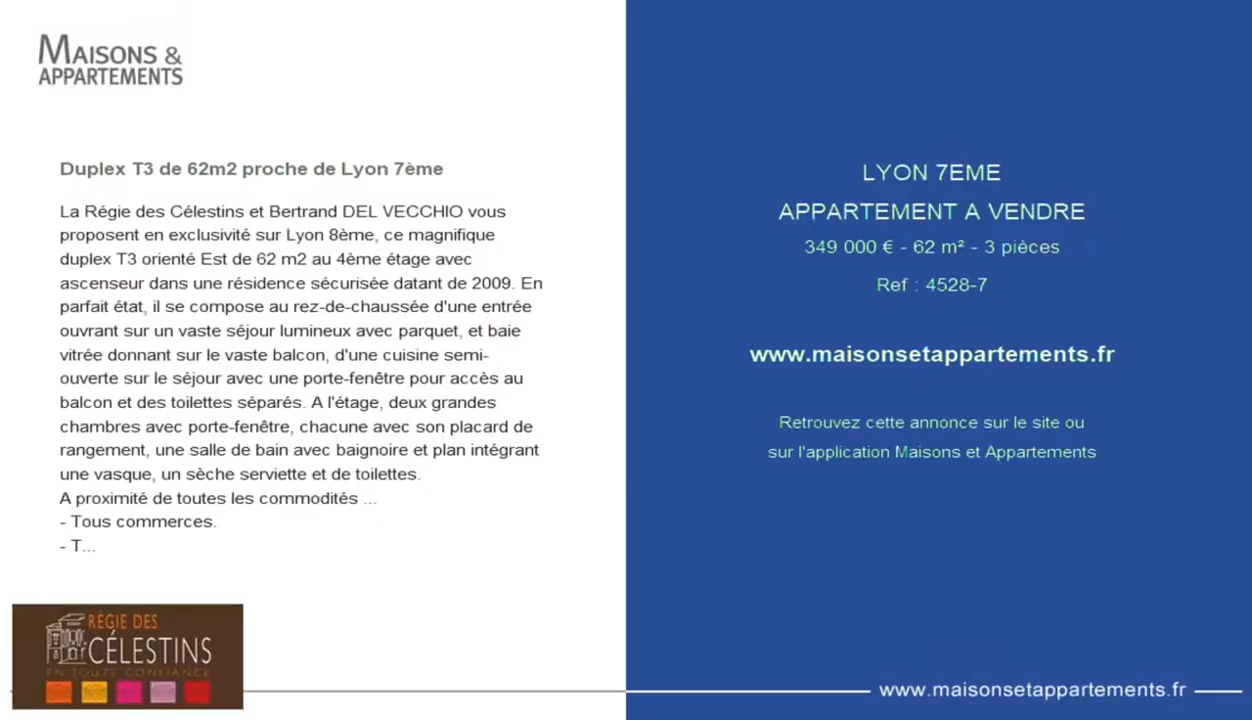 MAISONS &
APPARTEMENTS
Duplex T3 de 62m2 proche de Lyon 7ème
La Régie des Célestins et Bertrand DEL VECCHIO vous
proposent en exclusivité sur Lyon 8ème, ce magnifique
duplex T3 orienté Est de 62 m2 au 4ème étage avec
ascenseur dans une résidence sécurisée datant de 2009. En
parfait état, il se compose au rez-de-chaussée d'une entrée
ouvrant sur un vaste séjour lumineux avec parquet, et baie
vitrée donnant sur le vaste balcon, d'une cuisine semi-
ouverte sur le séjour avec une porte-fenêtre pour accès au
balcon et des toilettes séparés. A l'étage, deux grandes
chambres avec porte-fenêtre, chacune avec son placard de
rangement, une salle de bain avec baignoire et plan intégrant
une vasque, un sèche serviette et de toilettes.
A proximité de toutes les commodités ...
- Tous commerces.
- T...
RÉGIE DES
CÉLESTINS
EN TOUTE CONFIANCE
LYON 7EME
APPARTEMENT A VENDRE
349 000 € - 62 m² - 3 pièces
Ref : 4528-7
www.maisonsetappartements.fr
Retrouvez cette annonce sur le site ou
sur l'application Maisons et Appartements
www.maisonsetappartements.fr